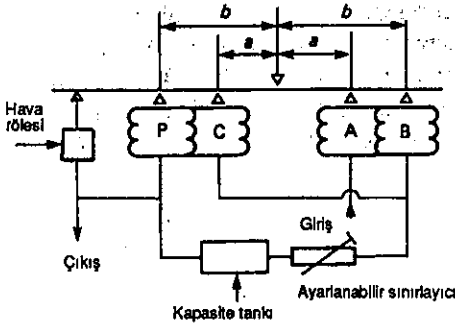 b
b
a
a
Hava
rölesi
P
C
A
B
Giriş
Çıkış
Ayarlanabilir sınırlayıcı
Kapasite tankı